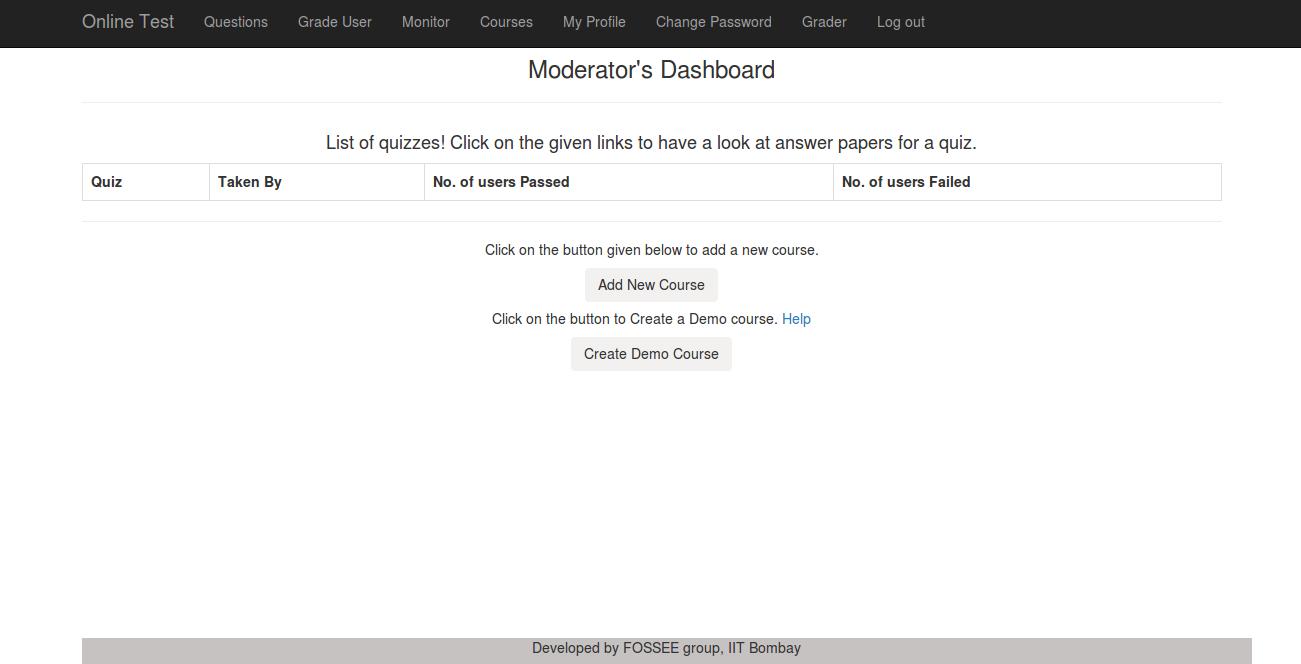 Online Test Questions Grade User Monitor Courses My Profile Change Password Grader Log out
Moderator's Dashboard
List of quizzes! Click on the given links to have a look at answer papers for a quiz.
Quiz Taken By No. of users Passed No. of users Failed
Click on the button given below to add a new course.
Add New Course
Click on the button to Create a Demo course. Help
Create Demo Course
Developed by FOSSEE group, IIT Bombay